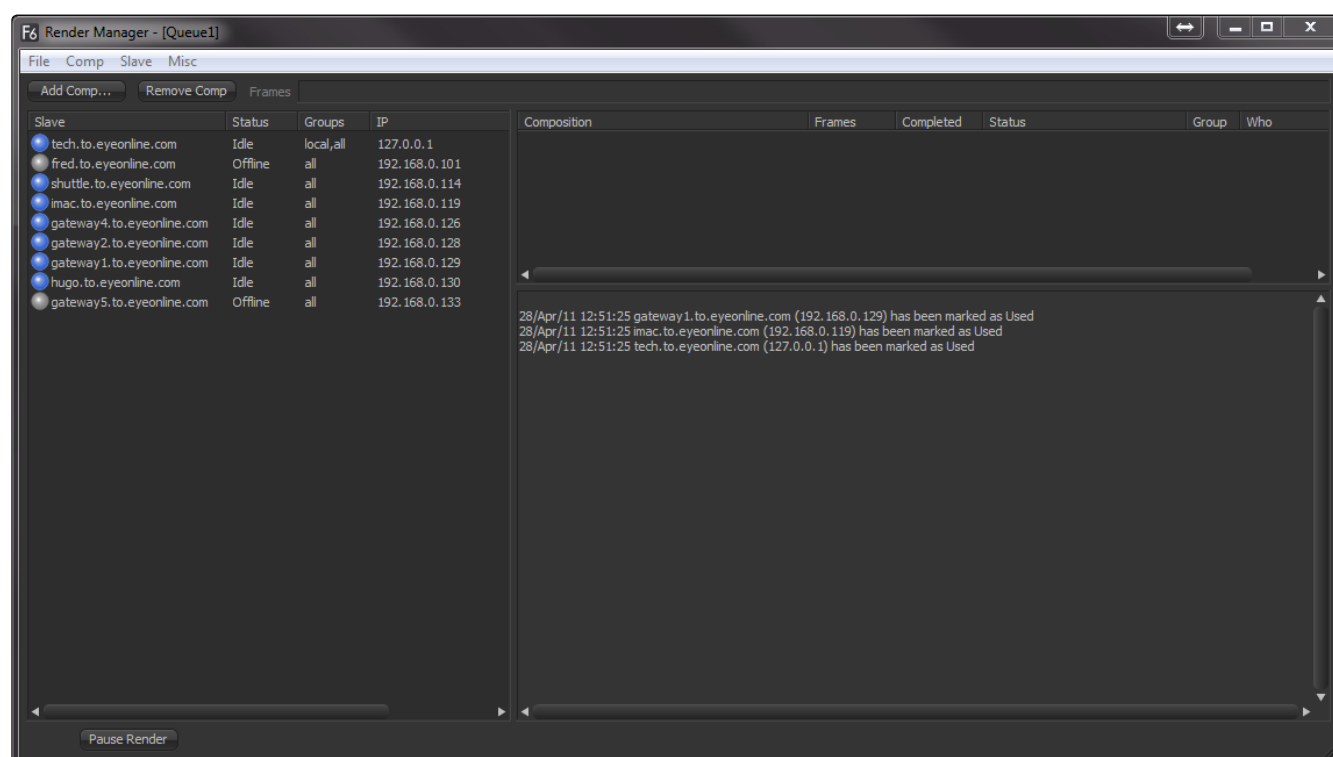 F6 Render Manager - [Queue1]
File Comp Slave Misc
Add Comp... Remove Comp Frames
Slave Status Groups IP
tech.to.eyeonline.com Idle local,all 127.0.0.1
fred.to.eyeonline.com Offline all 192.168.0.101
shuttle.to.eyeonline.com Idle all 192.168.0.114
imac.to.eyeonline.com Idle all 192.168.0.119
gateway4.to.eyeonline.com Idle all 192.168.0.126
gateway2.to.eyeonline.com Idle all 192.168.0.128
gateway1.to.eyeonline.com Idle all 192.168.0.129
hugo.to.eyeonline.com Idle all 192.168.0.130
gateway5.to.eyeonline.com Offline all 192.168.0.133
Composition Frames Completed Status Group Who
28/Apr/11 12:51:25 gateway1.to.eyeonline.com (192.168.0.129) has been marked as Used
28/Apr/11 12:51:25 imac.to.eyeonline.com (192.168.0.119) has been marked as Used
28/Apr/11 12:51:25 tech.to.eyeonline.com (127.0.0.1) has been marked as Used
Pause Render